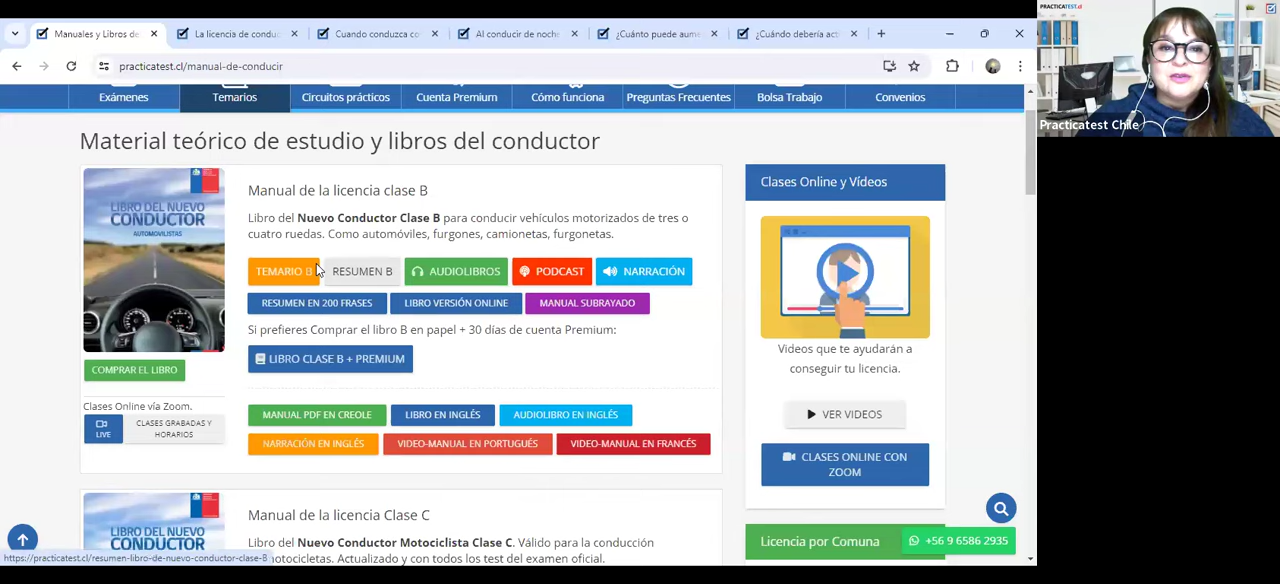 Manuales y Libros de
La licencia de conduc
Cuando conduzca co
Al conducir de noch
¿Cuánto puede aume
¿Cuándo debería act
practicatest.cl/manual-de-conducir
Exámenes
Temarios
Circuitos prácticos
Cuenta Premium
Cómo funciona
Preguntas Frecuentes
Bolsa Trabajo
Convenios
PRACTICATEST.cl
Practicatest Chile
Material teórico de estudio y libros del conductor
LIBRO DEL NUEVO
CONDUCTOR
AUTOMOVILISTAS
COMPRAR EL LIBRO
Clases Online vía Zoom.
LIVE
CLASES GRABADAS Y
HORARIOS
Manual de la licencia clase B
Libro del Nuevo Conductor Clase B para conducir vehículos motorizados de tres o
cuatro ruedas. Como automóviles, furgones, camionetas, furgonetas.
TEMARIO B
RESUMEN B
AUDIOLIBROS
PODCAST
NARRACIÓN
RESUMEN EN 200 FRASES
LIBRO VERSIÓN ONLINE
MANUAL SUBRAYADO
Si prefieres Comprar el libro B en papel + 30 días de cuenta Premium:
LIBRO CLASE B + PREMIUM
MANUAL PDF EN CREOLE
LIBRO EN INGLÉS
AUDIOLIBRO EN INGLÉS
NARRACIÓN EN INGLÉS
VIDEO-MANUAL EN PORTUGUÉS
VIDEO-MANUAL EN FRANCÉS
Clases Online y Vídeos
Videos que te ayudarán a
conseguir tu licencia.
VER VIDEOS
CLASES ONLINE CON
ZOOM
LIBRO DEL NUEVO
CONDUCTOR
Manual de la licencia Clase C
Libro del Nuevo Conductor Motociclista Clase C. Válido para la conducción
motocicletas. Actualizado y con todos los test del examen oficial.
Licencia por Comuna
+56 9 6586 2935
https://practicatest.cl/resumen-libro-de-nuevo-conductor-clase-B